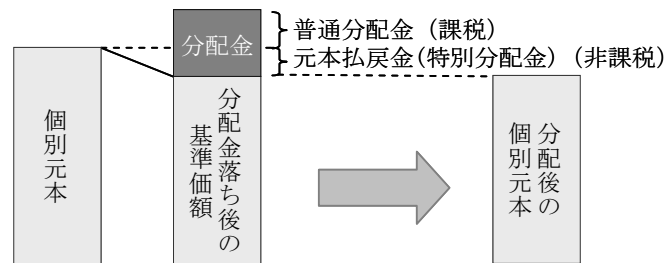 分配金
普通分配金（課税）
元本払戻金（特別分配金）（非課税）
個別元本
分配金落ち後の
基準価額
分配後の
個別元本